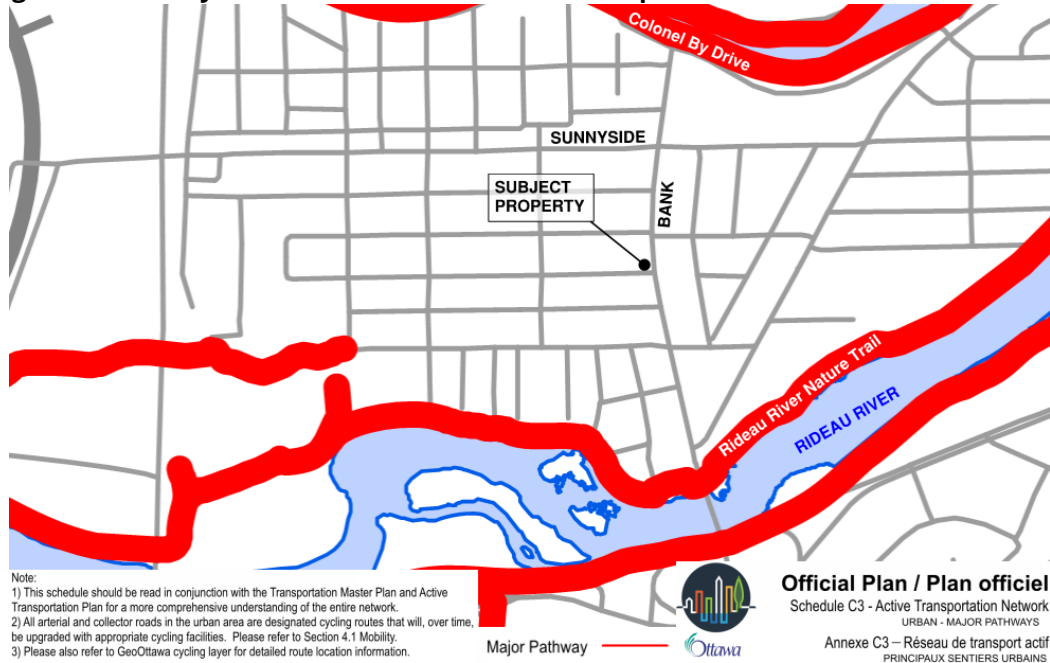 Colonel By Drive
SUNNYSIDE
SUBJECT
PROPERTY
BANK
Rideau River Nature Trail
RIDEAU RIVER
Note:
1) This schedule should be read in conjunction with the Transportation Master Plan and Active
Transportation Plan for a more comprehensive understanding of the entire network.
2) All arterial and collector roads in the urban area are designated cycling routes that will, over time,
be upgraded with appropriate cycling facilities. Please refer to Section 4.1 Mobility.
3) Please also refer to GeoOttawa cycling layer for detailed route location information.
Major Pathway
Ottawa
Official Plan / Plan officiel
Schedule C3 - Active Transportation Network
URBAN - MAJOR PATHWAYS
Annexe C3 – Réseau de transport actif
PRINCIPAUX SENTIERS URBAINS